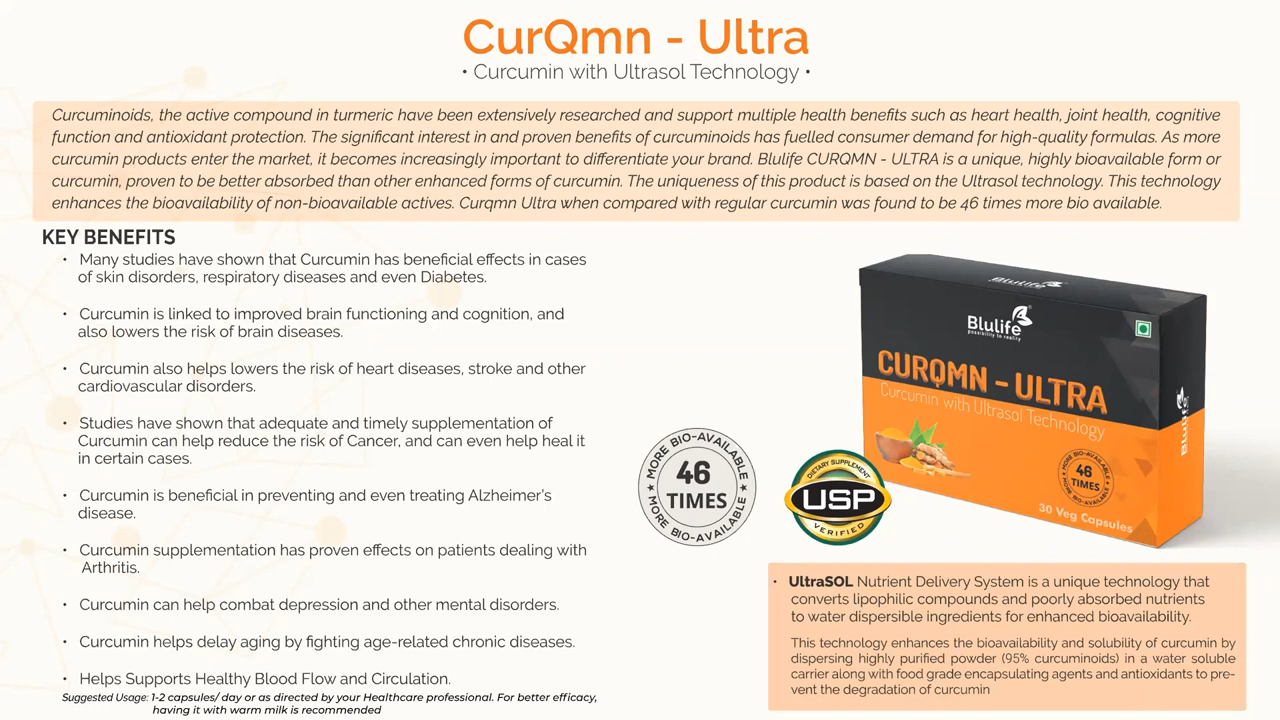 CurQmn - Ultra
• Curcumin with Ultrasol Technology •
Curcuminoids, the active compound in turmeric have been extensively researched and support multiple health benefits such as heart health, joint health, cognitive
function and antioxidant protection. The significant interest in and proven benefits of curcuminoids has fuelled consumer demand for high-quality formulas. As more
curcumin products enter the market, it becomes increasingly important to differentiate your brand. Blulife CURQMN - ULTRA is a unique, highly bioavailable form or
curcumin, proven to be better absorbed than other enhanced forms of curcumin. The uniqueness of this product is based on the Ultrasol technology. This technology
enhances the bioavailability of non-bioavailable actives. Curqmn Ultra when compared with regular curcumin was found to be 46 times more bio available.
KEY BENEFITS
• Many studies have shown that Curcumin has beneficial effects in cases
of skin disorders, respiratory diseases and even Diabetes.
• Curcumin is linked to improved brain functioning and cognition, and
also lowers the risk of brain diseases.
• Curcumin also helps lowers the risk of heart diseases, stroke and other
cardiovascular disorders.
• Studies have shown that adequate and timely supplementation of
Curcumin can help reduce the risk of Cancer, and can even help heal it
in certain cases.
• Curcumin is beneficial in preventing and even treating Alzheimer's
disease.
• Curcumin supplementation has proven effects on patients dealing with
Arthritis.
• Curcumin can help combat depression and other mental disorders.
• Curcumin helps delay aging by fighting age-related chronic diseases.
• Helps Supports Healthy Blood Flow and Circulation.
Suggested Usage: 1-2 capsules/ day or as directed by your Healthcare professional. For better efficacy,
having it with warm milk is recommended
MORE BIO-AVAILABLE
46
TIMES
MORE BIO-AVAILABLE
DIETARY SUPPLEMENT
USP
VERIFIED
Blulife
Blulife
possibility to reality
CURQMN - ULTRA
Curcumin with Ultrasol Technology
MORE BIO-AVAILABLE
46
TIMES
MORE BIO-AVAILABLE
30 Veg Capsules
Blulife
• UltraSOL Nutrient Delivery System is a unique technology that
converts lipophilic compounds and poorly absorbed nutrients
to water dispersible ingredients for enhanced bioavailability.
This technology enhances the bioavailability and solubility of curcumin by
dispersing highly purified powder (95% curcuminoids) in a water soluble
carrier along with food grade encapsulating agents and antioxidants to pre-
vent the degradation of curcumin